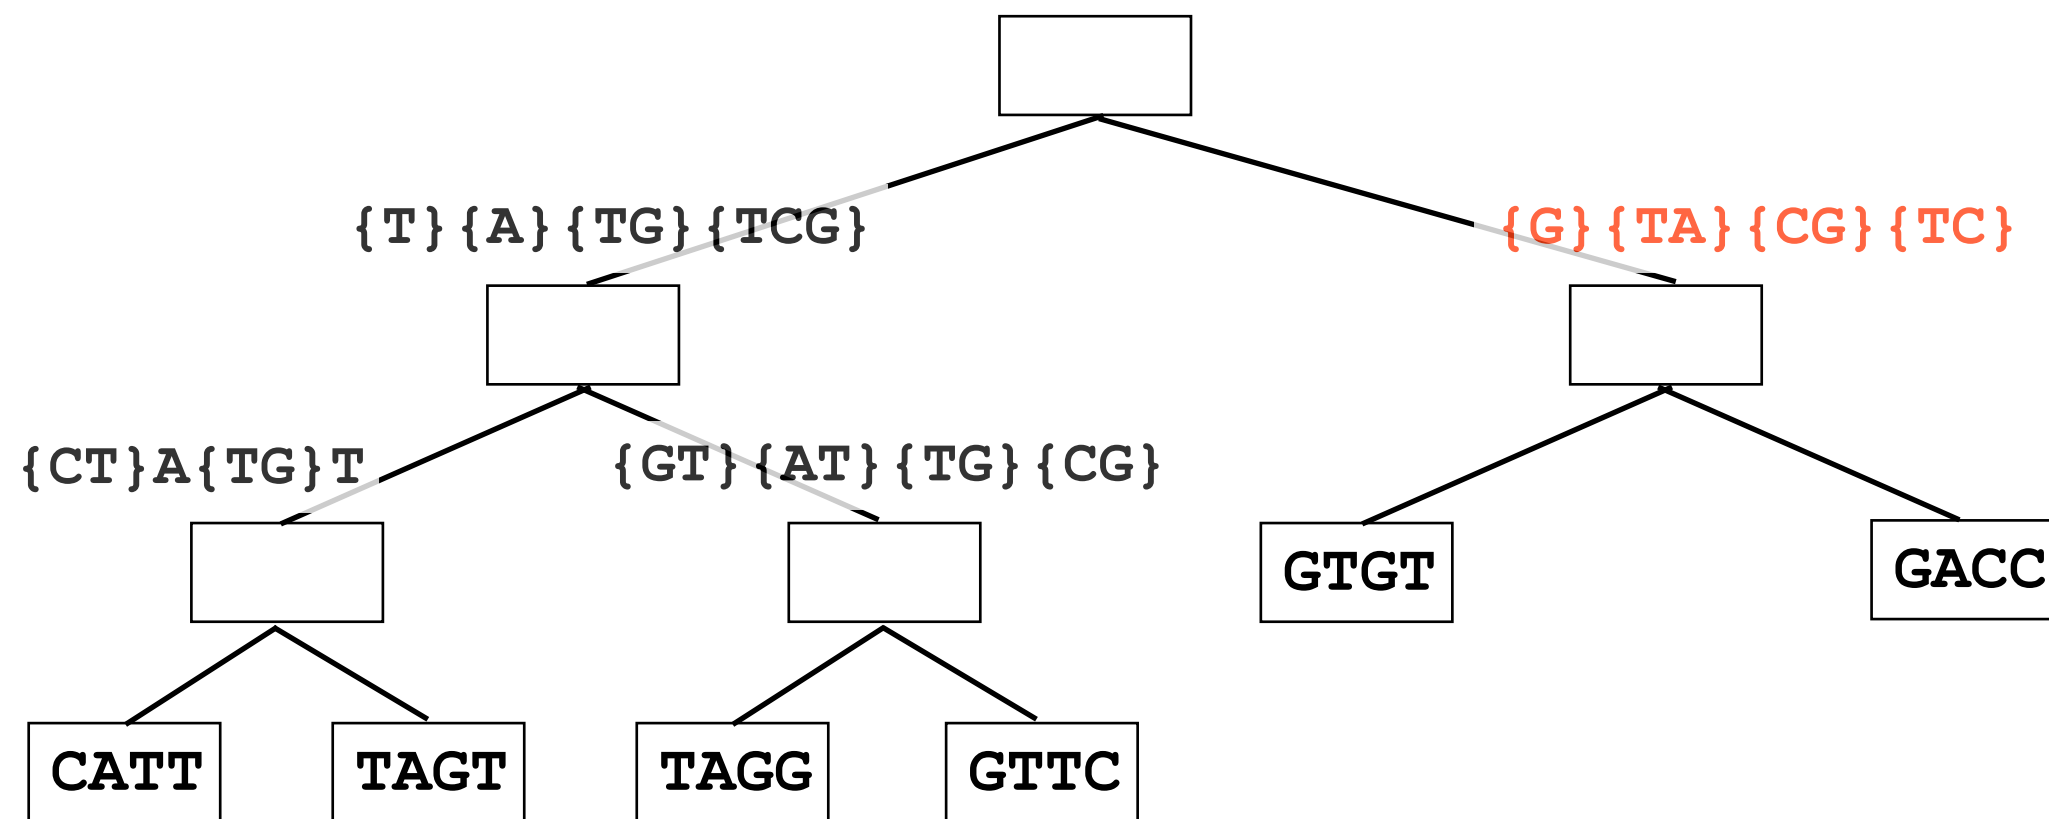 {T}{A}{TG}{TCG} {G}{TA}{CG}{TC}
{CT}A{TG}T {GT}{AT}{TG}{CG}
GTGT GACC
CATT TAGT TAGG GTTC